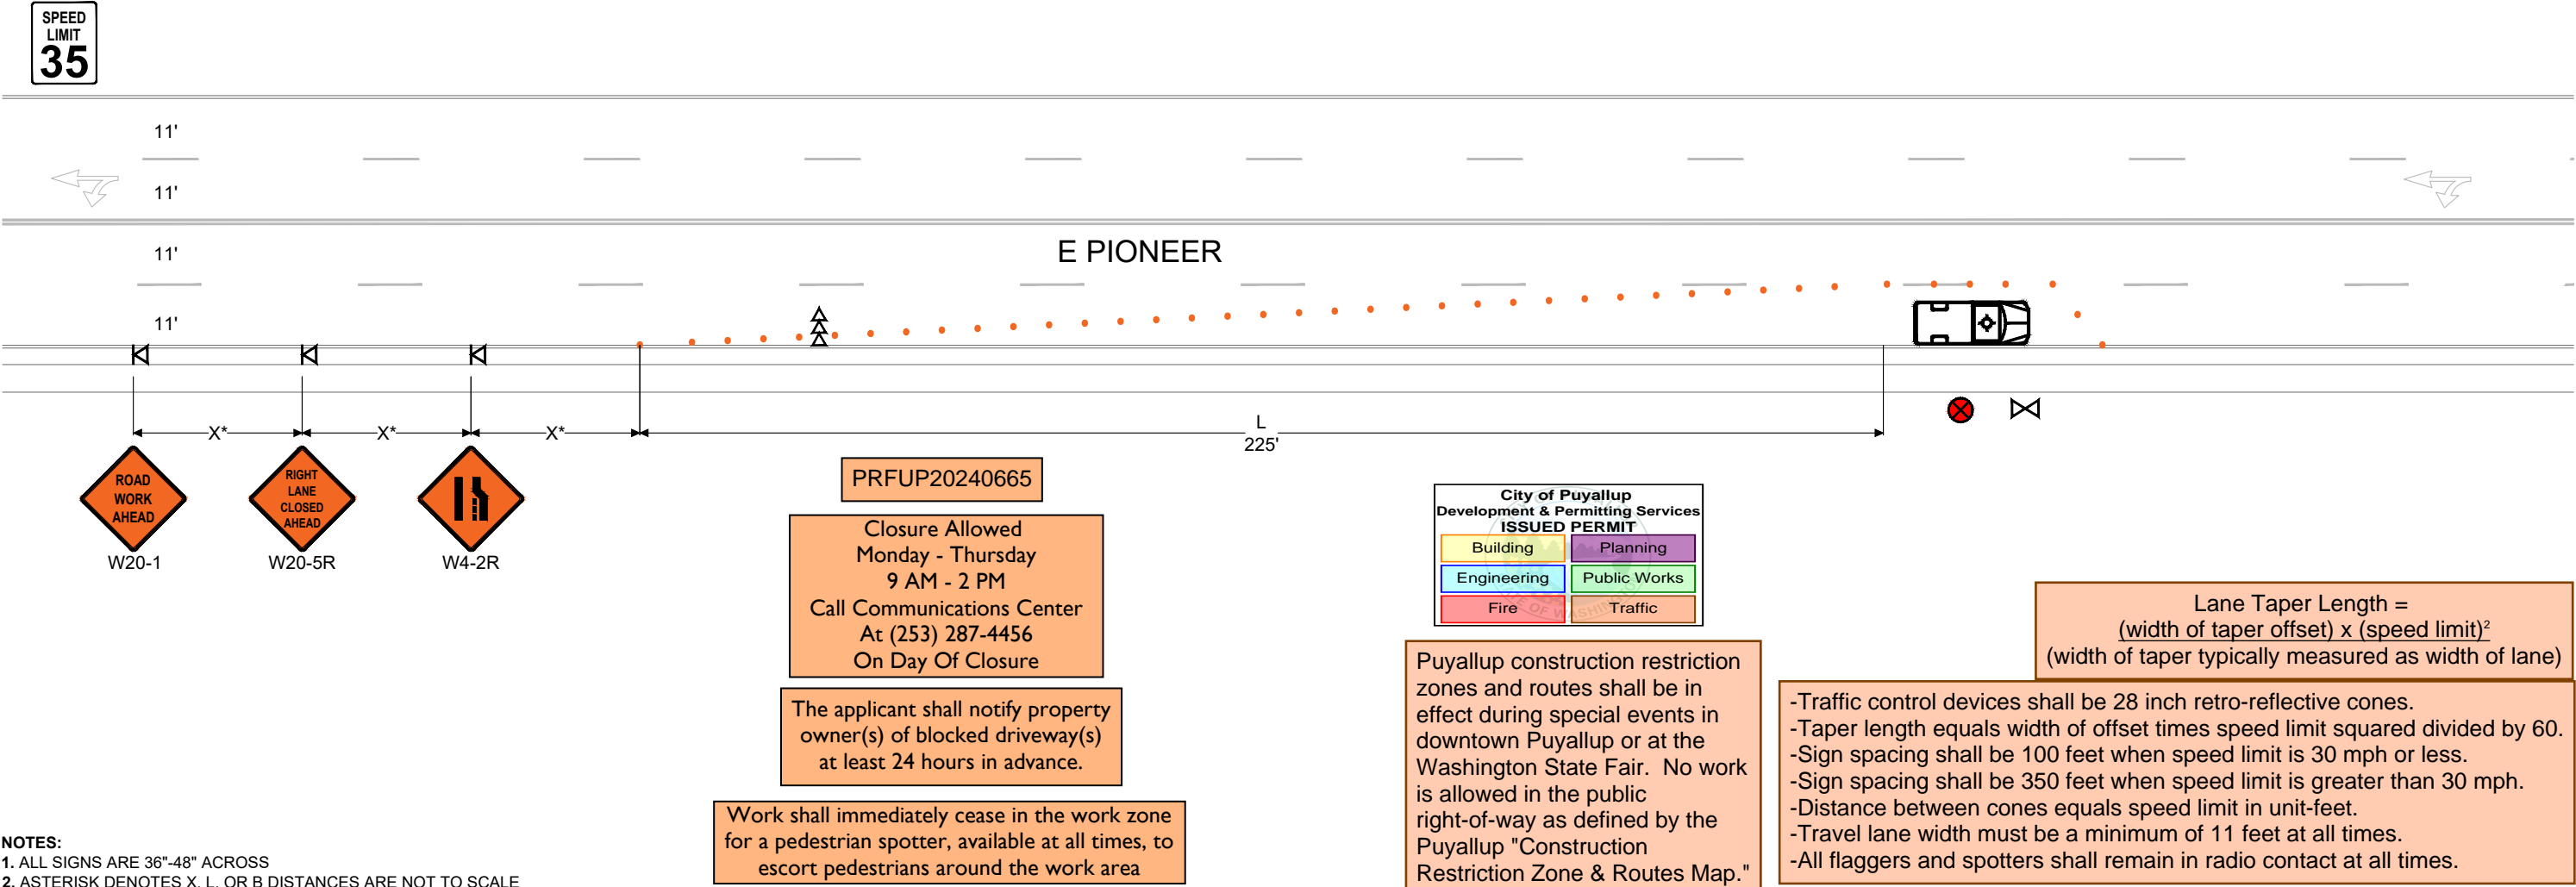 SPEED
LIMIT
35
11'
11'
11'
11'
E PIONEER
X*
X*
X*
L
225'
ROAD
WORK
AHEAD
W20-1
RIGHT
LANE
CLOSED
AHEAD
W20-5R
W4-2R
PRFUP20240665
Closure Allowed
Monday - Thursday
9 AM - 2 PM
Call Communications Center
At (253) 287-4456
On Day Of Closure
The applicant shall notify property
owner(s) of blocked driveway(s)
at least 24 hours in advance.
Work shall immediately cease in the work zone
for a pedestrian spotter, available at all times, to
escort pedestrians around the work area
City of Puyallup
Development & Permitting Services
ISSUED PERMIT
Building
Planning
Engineering
Public Works
Fire
Traffic
OF WASHIN
Puyallup construction restriction
zones and routes shall be in
effect during special events in
downtown Puyallup or at the
Washington State Fair. No work
is allowed in the public
right-of-way as defined by the
Puyallup "Construction
Restriction Zone & Routes Map."
Lane Taper Length =
(width of taper offset) x (speed limit)²
(width of taper typically measured as width of lane)
-Traffic control devices shall be 28 inch retro-reflective cones.
-Taper length equals width of offset times speed limit squared divided by 60.
-Sign spacing shall be 100 feet when speed limit is 30 mph or less.
-Sign spacing shall be 350 feet when speed limit is greater than 30 mph.
-Distance between cones equals speed limit in unit-feet.
-Travel lane width must be a minimum of 11 feet at all times.
-All flaggers and spotters shall remain in radio contact at all times.
NOTES:
1. ALL SIGNS ARE 36"-48" ACROSS
2. ASTERISK DENOTES X, L, OR B DISTANCES ARE NOT TO SCALE